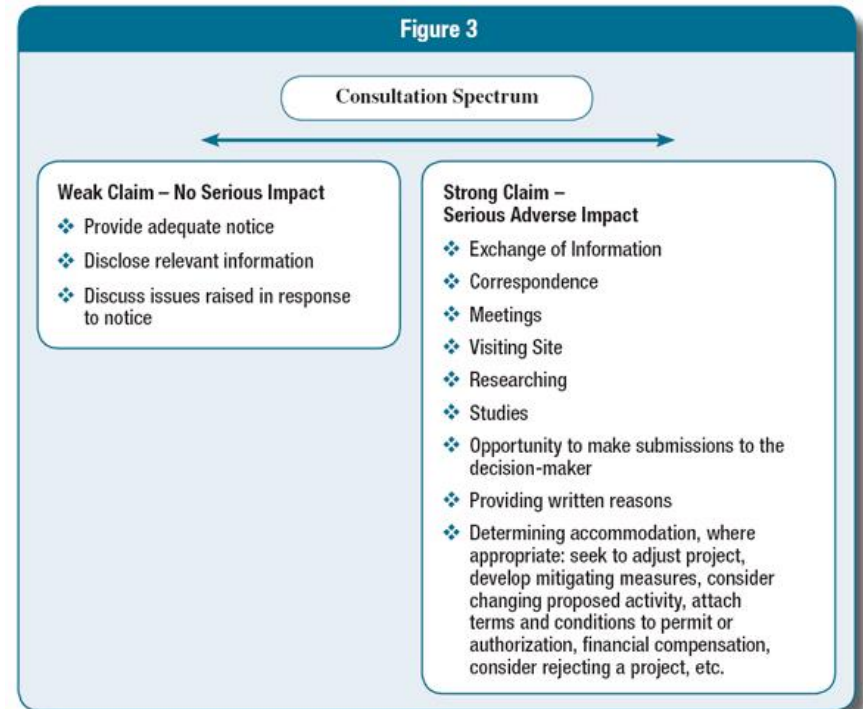 Figure 3
Consultation Spectrum
Weak Claim – No Serious Impact
❖ Provide adequate notice
❖ Disclose relevant information
❖ Discuss issues raised in response
to notice
Strong Claim –
Serious Adverse Impact
❖ Exchange of Information
❖ Correspondence
❖ Meetings
❖ Visiting Site
❖ Researching
❖ Studies
❖ Opportunity to make submissions to the
decision-maker
❖ Providing written reasons
❖ Determining accommodation, where
appropriate: seek to adjust project,
develop mitigating measures, consider
changing proposed activity, attach
terms and conditions to permit or
authorization, financial compensation,
consider rejecting a project, etc.